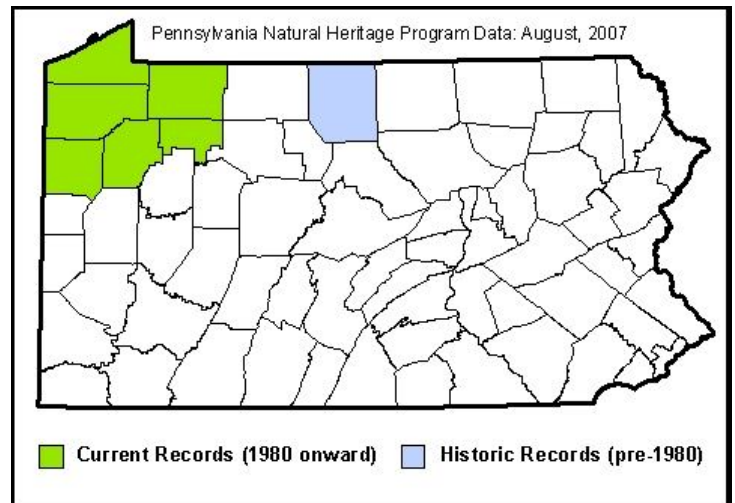 Pennsylvania Natural Heritage Program Data: August, 2007
Current Records (1980 onward)
Historic Records (pre-1980)